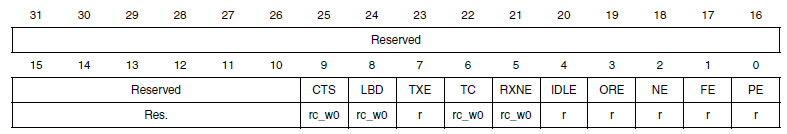 31 30 29 28 27 26 25 24 23 22 21 20 19 18 17 16
Reserved
15 14 13 12 11 10 9 8 7 6 5 4 3 2 1 0
Reserved CTS LBD TXE TC RXNE IDLE ORE NE FE PE
Res. rc_w0 rc_w0 r rc_w0 rc_w0 r r r r r